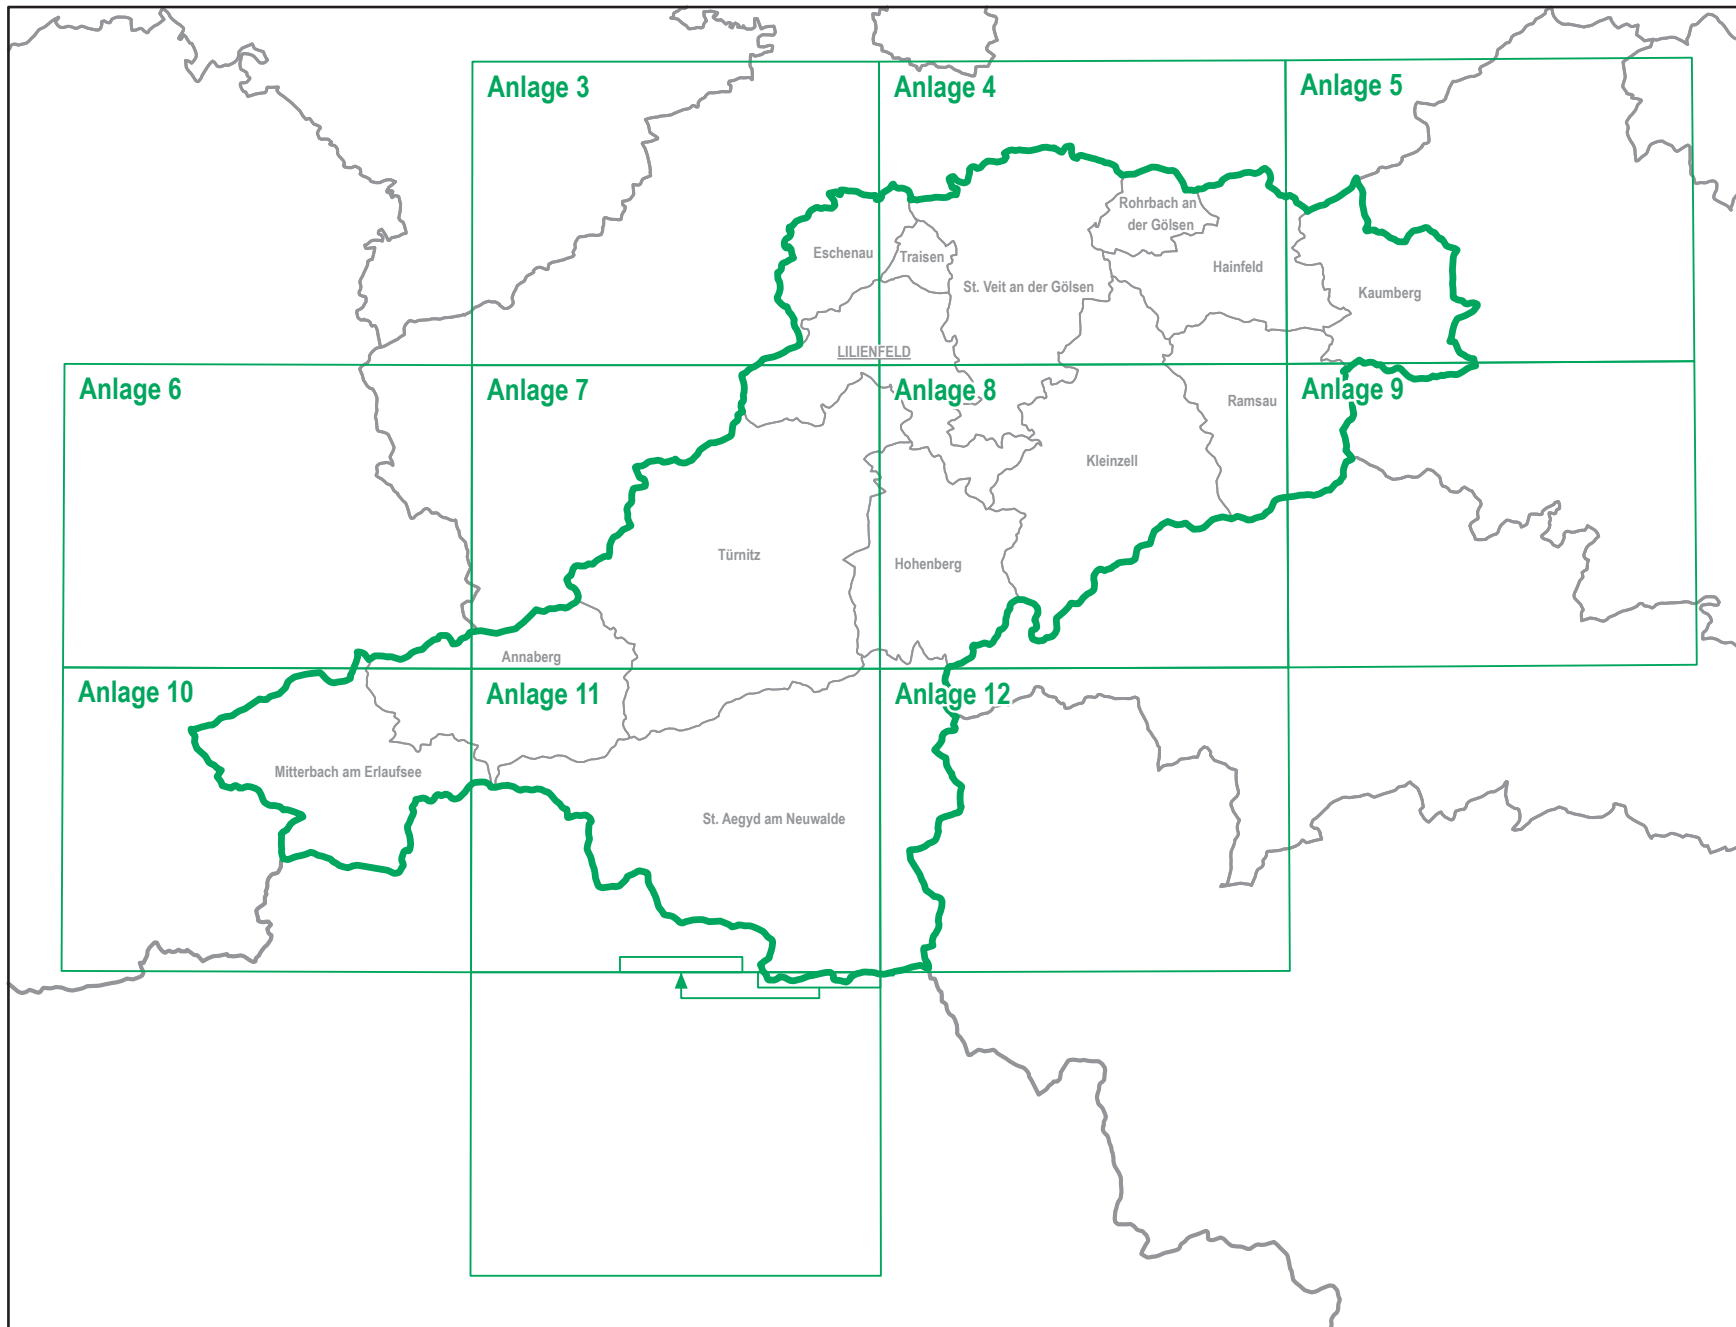 Anlage 3
Anlage 4
Anlage 5
Rohrbach an
der Gölsen
Eschenau
Traisen
St. Veit an der Gölsen
Hainfeld
Kaumberg
LILIENFELD
Anlage 6
Anlage 7
Anlage 8
Ramsau
Anlage 9
Kleinzell
Türnitz
Hohenberg
Annaberg
Anlage 10
Anlage 11
Anlage 12
Mitterbach am Erlaufsee
St. Aegyd am Neuwalde